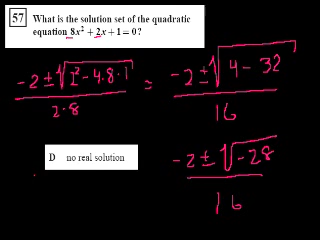 57 What is the solution set of the quadratic
equation 8x² + 2x + 1 = 0?
(-2 ± √(2² - 4·8·1))/(2·8) = (-2 ± √(4 - 32))/16
(-2 ± √(-28))/16
D no real solution